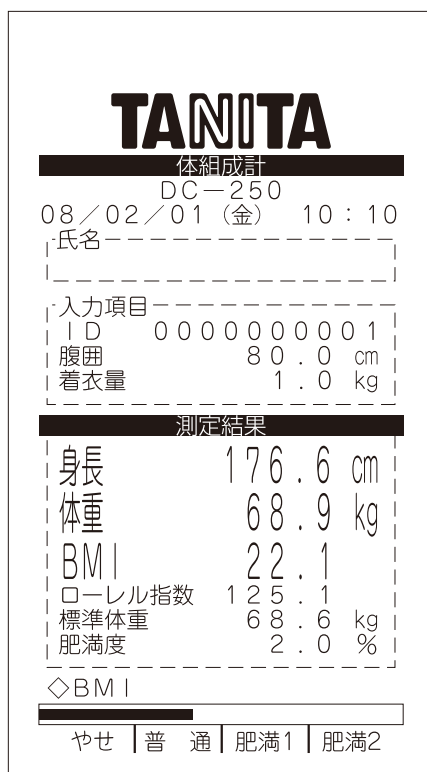 TANITA
体組成計
DC－250
08／02／01（金） 10：10
氏名
入力項目
ID 0000000001
腹囲 80.0 cm
着衣量 1.0 kg
測定結果
身長 176.6 cm
体重 68.9 kg
BMI 22.1
ローレル指数 125.1
標準体重 68.6 kg
肥満度 2.0 %
◇BMI
やせ 普通 肥満1 肥満2